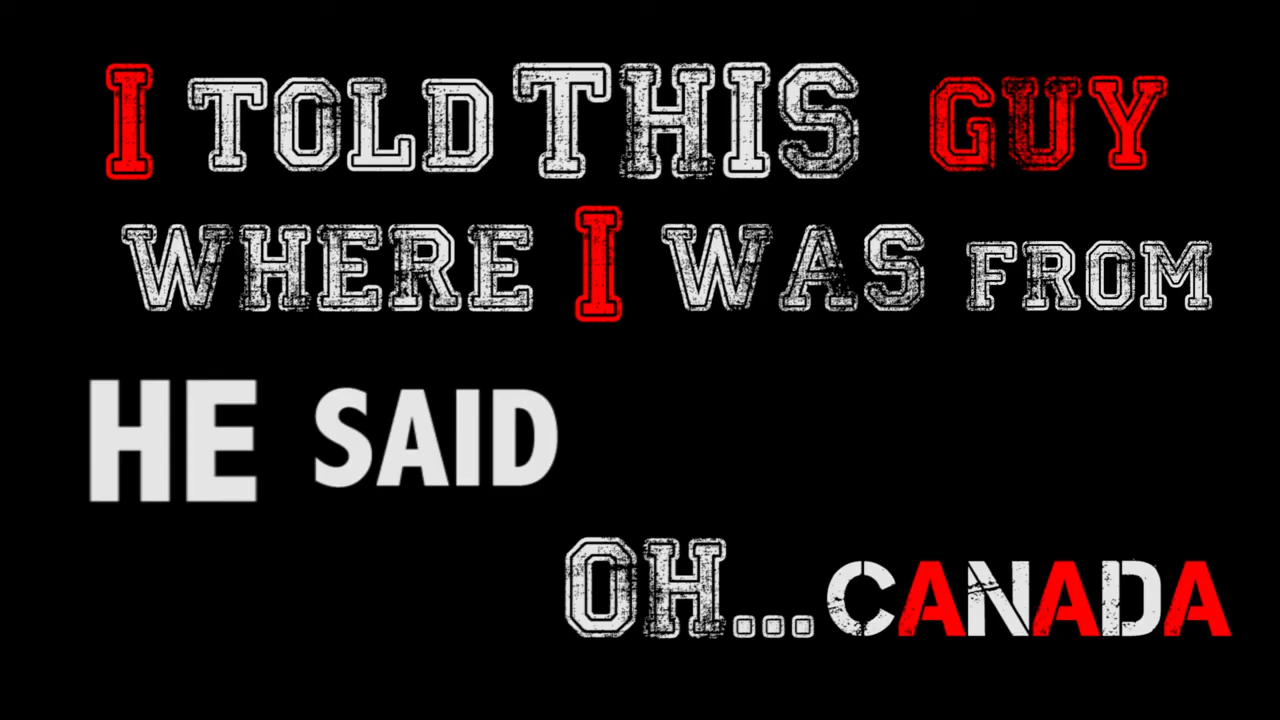 I TOLD THIS GUY
WHERE I WAS FROM
HE SAID
OH...CANADA